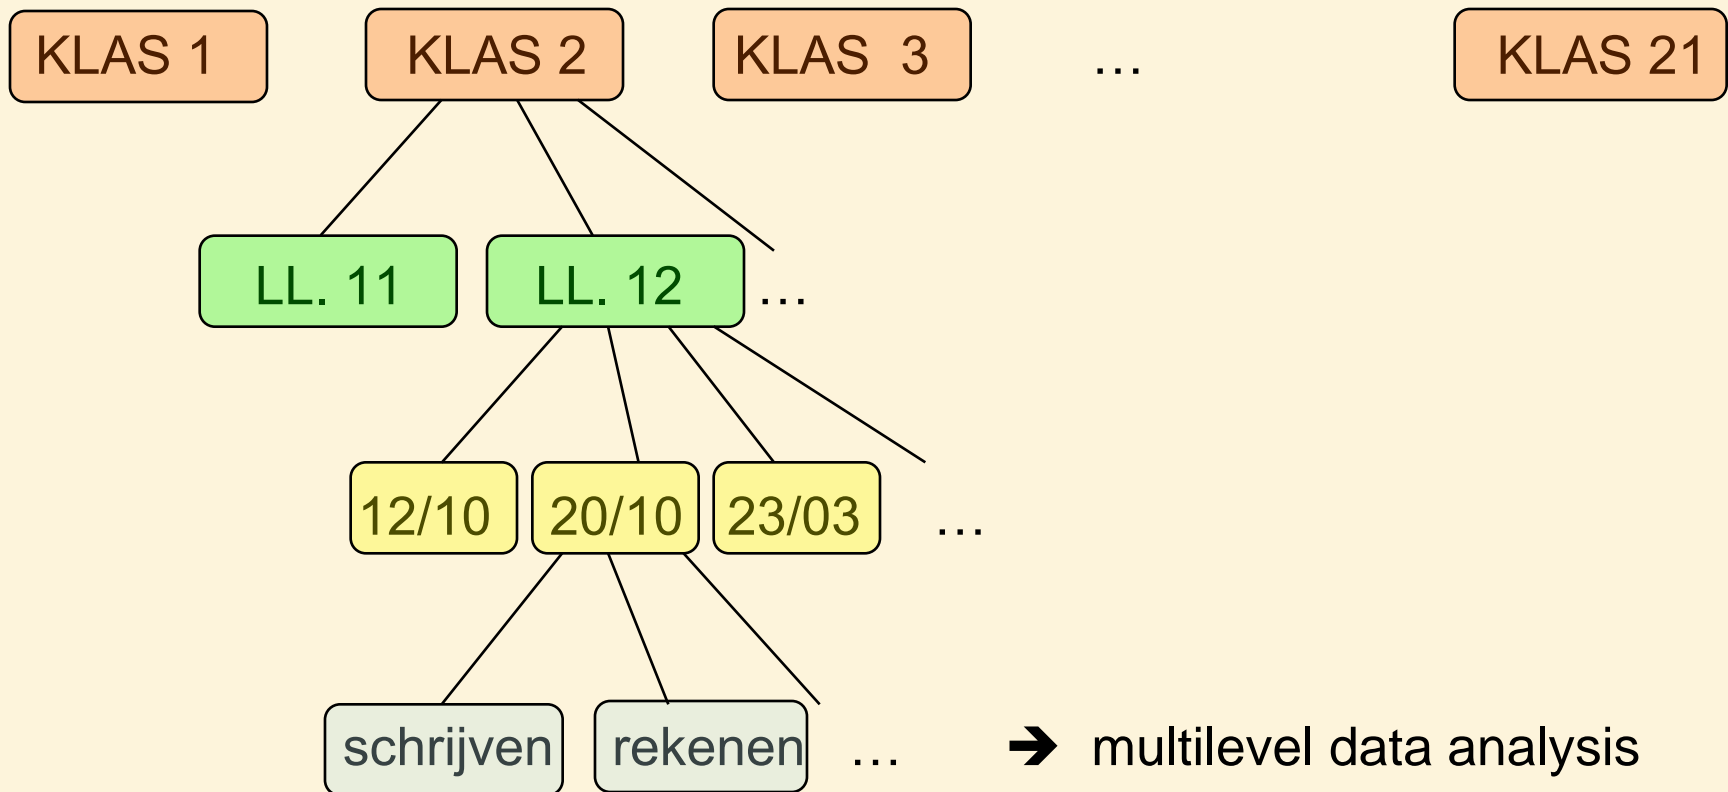 KLAS 1 KLAS 2 KLAS 3 … KLAS 21
LL. 11 LL. 12 …
12/10 20/10 23/03 …
schrijven rekenen … ➔ multilevel data analysis